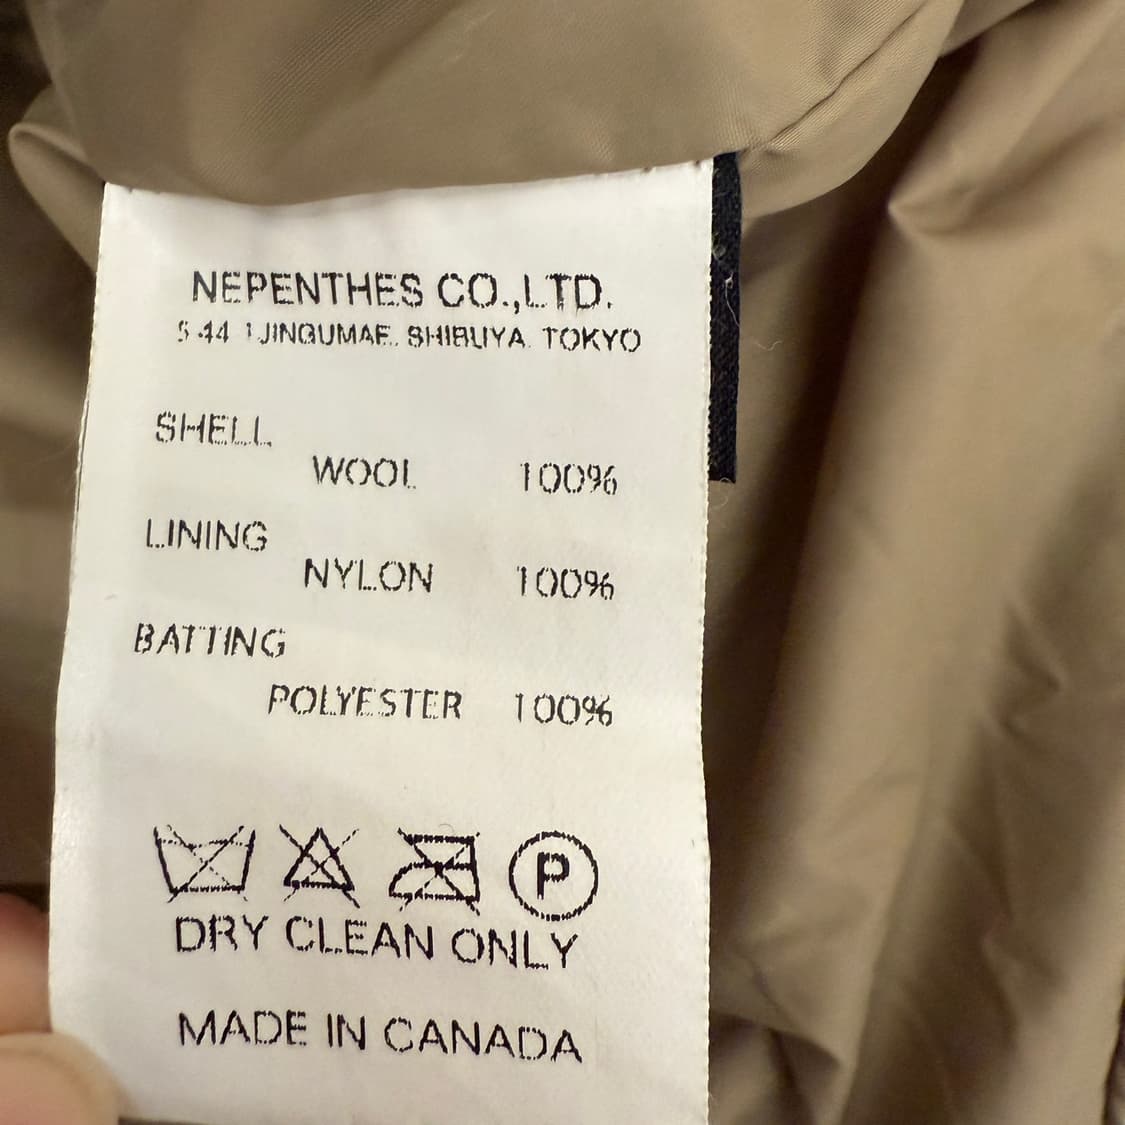 NEPENTHES CO.,LTD.
5-44-1 JINGUMAE, SHIBUYA, TOKYO
SHELL
WOOL 100%
LINING
NYLON 100%
BATTING
POLYESTER 100%
P
DRY CLEAN ONLY
MADE IN CANADA